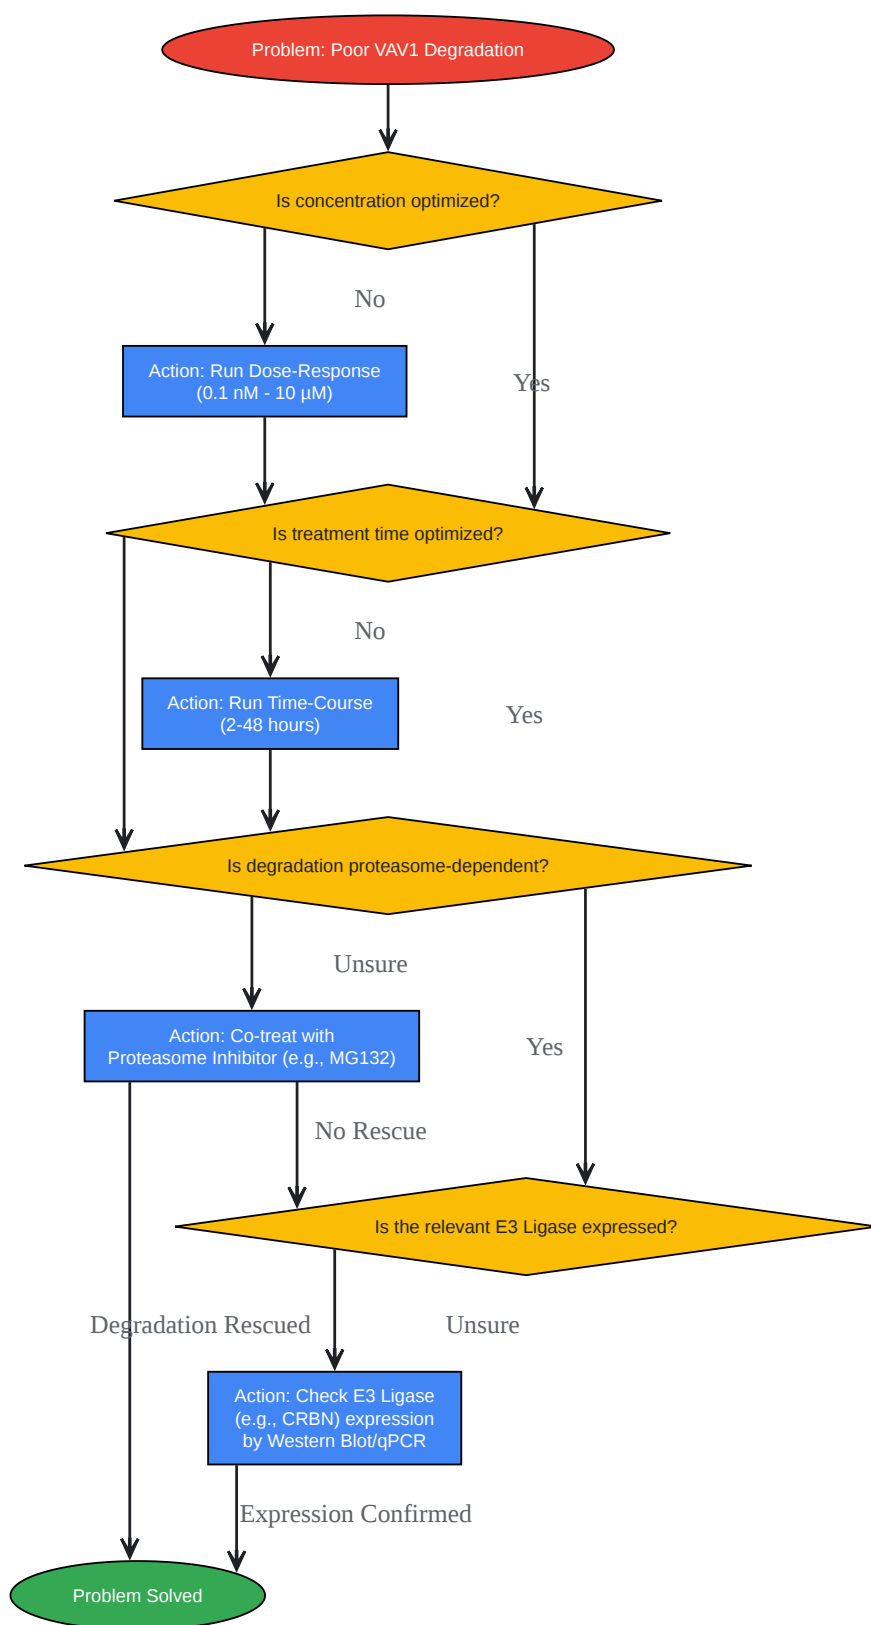 Problem: Poor VAV1 Degradation
Is concentration optimized?
No
Action: Run Dose-Response
(0.1 nM - 10 µM)
Yes
Is treatment time optimized?
No
Action: Run Time-Course
(2-48 hours)
Yes
Is degradation proteasome-dependent?
Unsure
Action: Co-treat with
Proteasome Inhibitor (e.g., MG132)
Yes
No Rescue
Is the relevant E3 Ligase expressed?
Degradation Rescued
Unsure
Action: Check E3 Ligase
(e.g., CRBN) expression
by Western Blot/qPCR
Expression Confirmed
Problem Solved